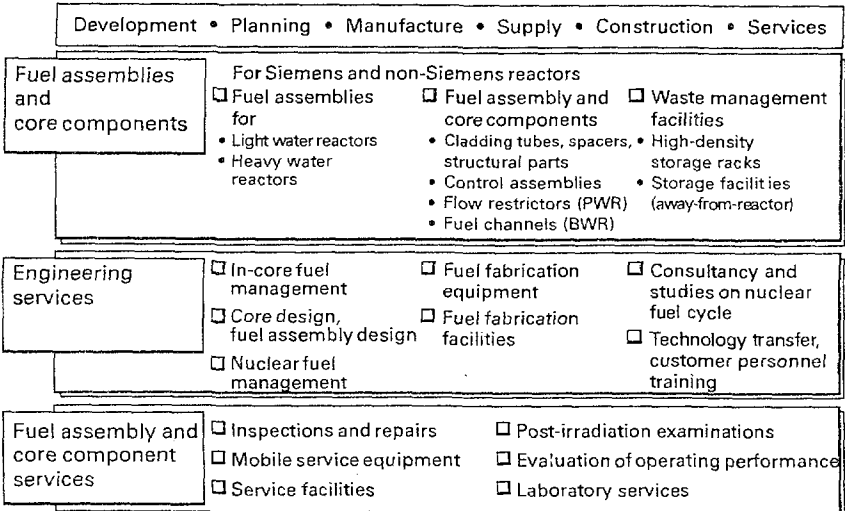 Development • Planning • Manufacture • Supply • Construction • Services
Fuel assemblies
and
core components
For Siemens and non-Siemens reactors
☐ Fuel assemblies
for
• Light water reactors
• Heavy water
reactors
☐ Fuel assembly and
core components
• Cladding tubes, spacers,
structural parts
• Control assemblies
• Flow restrictors (PWR)
• Fuel channels (BWR)
☐ Waste management
facilities
• High-density
storage racks
• Storage facilities
(away-from-reactor)
Engineering
services
☐ In-core fuel
management
☐ Core design,
fuel assembly design
☐ Nuclear fuel
management
☐ Fuel fabrication
equipment
☐ Fuel fabrication
facilities
☐ Consultancy and
studies on nuclear
fuel cycle
☐ Technology transfer,
customer personnel
training
Fuel assembly and
core component
services
☐ Inspections and repairs
☐ Mobile service equipment
☐ Service facilities
☐ Post-irradiation examinations
☐ Evaluation of operating performance
☐ Laboratory services